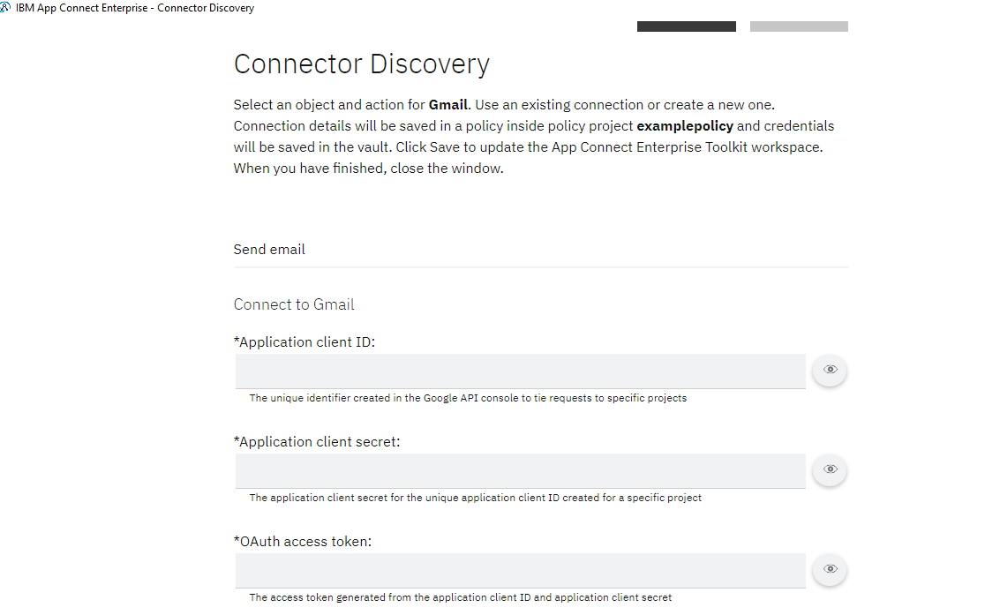 IBM App Connect Enterprise - Connector Discovery
Connector Discovery
Select an object and action for Gmail. Use an existing connection or create a new one.
Connection details will be saved in a policy inside policy project examplepolicy and credentials
will be saved in the vault. Click Save to update the App Connect Enterprise Toolkit workspace.
When you have finished, close the window.
Send email
Connect to Gmail
*Application client ID:
The unique identifier created in the Google API console to tie requests to specific projects
*Application client secret:
The application client secret for the unique application client ID created for a specific project
*OAuth access token:
The access token generated from the application client ID and application client secret